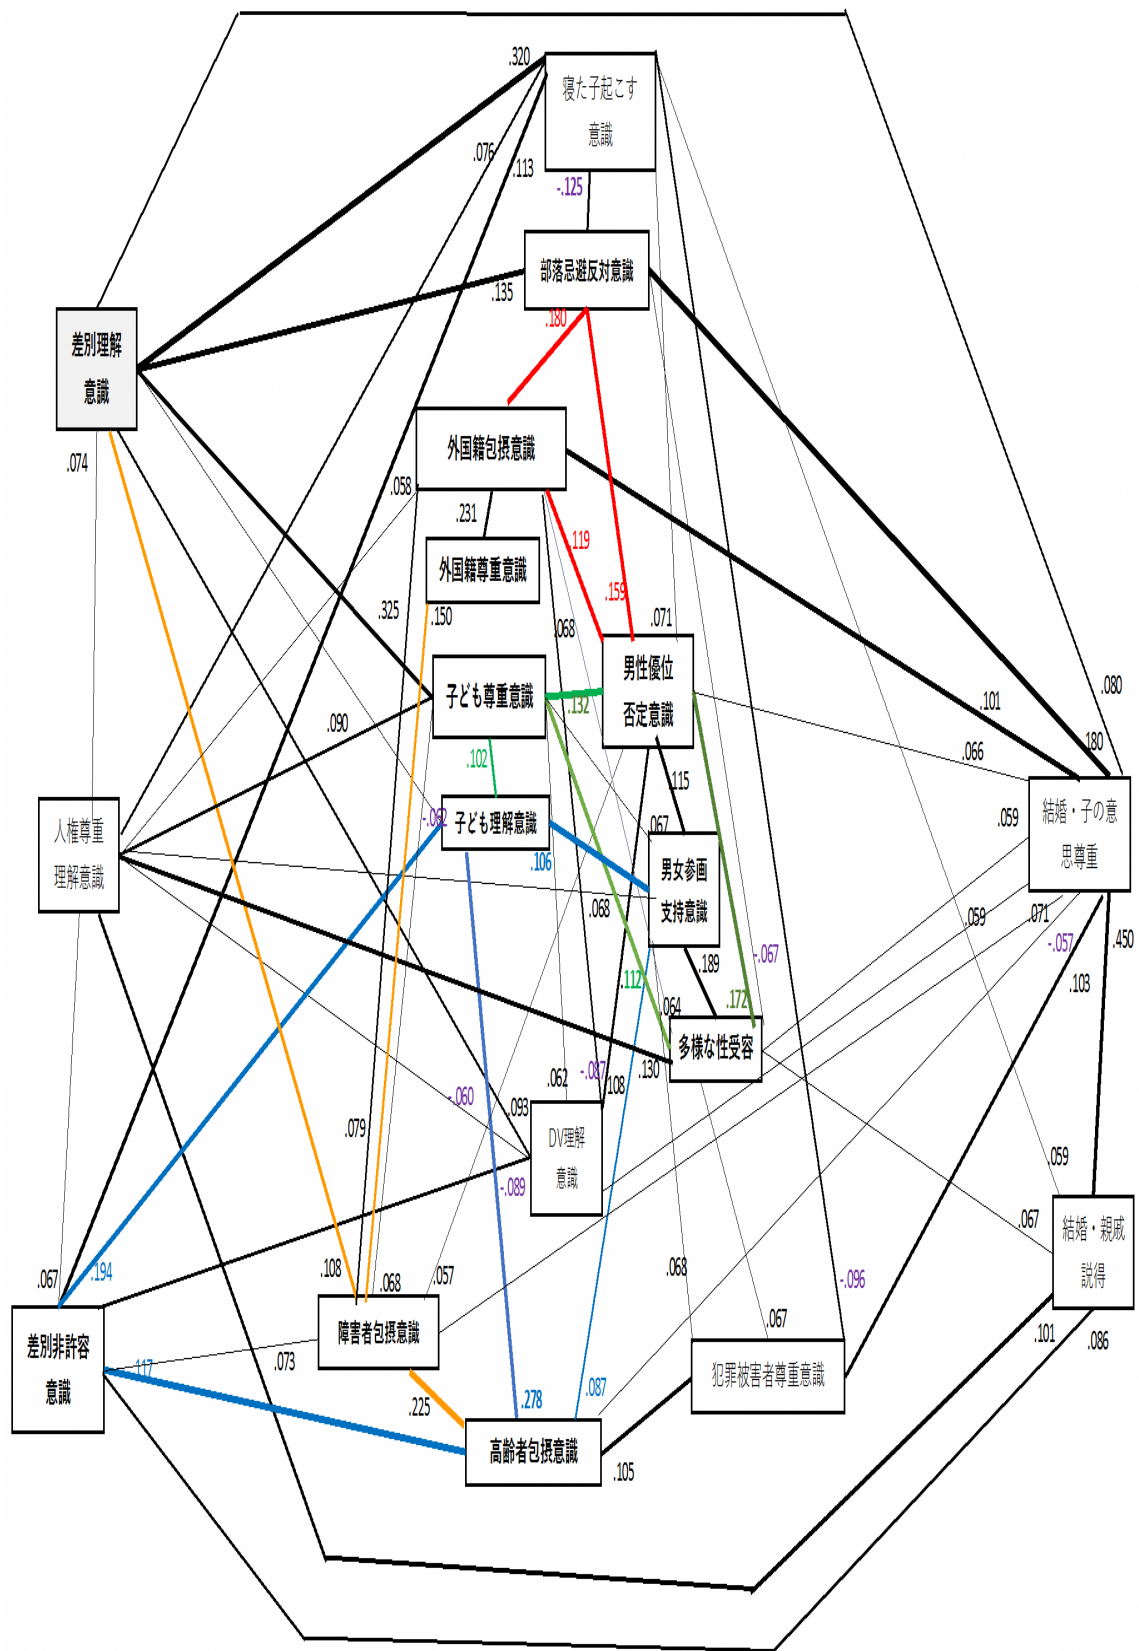 .320
寝た子起こす
意識
.076
.113
-.125
部落忌避反対意識
.135
.180
差別理解
意識
外国籍包摂意識
.074
.058
.231
.119
外国籍尊重意識
.159
.325
.150
.068
.071
男性優位
否定意識
子ども尊重意識
.132
.090
.102
.101
.080
.180
.066
.115
人権尊重
理解意識
-.062
子ども理解意識
.067
.059
結婚・子の意
思尊重
.106
男女参画
支持意識
.068
.059
.071
-.057
.450
-.067
.189
.103
.112
.172
.064
多様な性受容
.130
-.087
.108
.062
.093
-.060
.079
DV理解
意識
-.089
.059
.067
結婚・親戚
説得
.067
.194
.108
.068
.057
.068
-.096
.067
差別非許容
意識
障害者包摂意識
.101
.086
.117
.073
犯罪被害者尊重意識
.225
.278
.087
高齢者包摂意識
.105